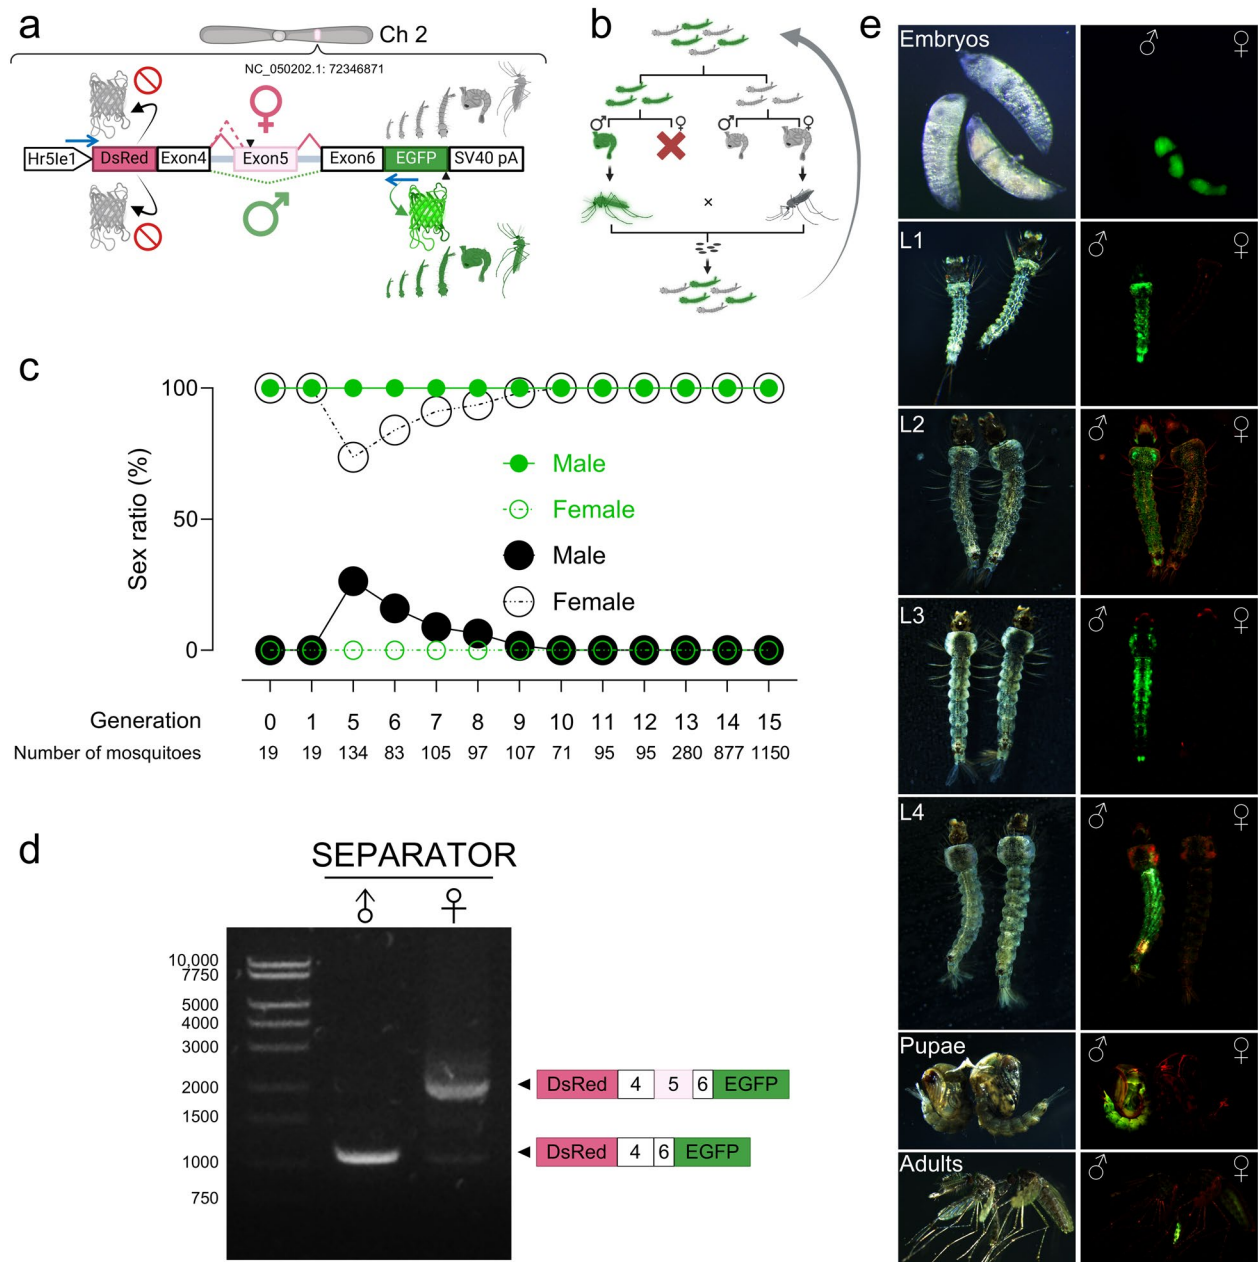 a
Ch 2
NC_050202.1: 72346871
♀
Hr5Ie1
DsRed
Exon4
Exon5
Exon6
EGFP
SV40 pA
♂
b
♂
♀
♂
♀
×
c
Sex ratio (%)
100
50
0
Male
Female
Male
Female
Generation 0 1 5 6 7 8 9 10 11 12 13 14 15
Number of mosquitoes 19 19 134 83 105 97 107 71 95 95 280 877 1150
d
SEPARATOR
♂ ♀
10,000
7750
5000
4000
3000
2000
1500
1000
750
DsRed 4 5 6 EGFP
DsRed 4 6 EGFP
e
Embryos ♂ ♀
L1 ♂ ♀
L2 ♂ ♀
L3 ♂ ♀
L4 ♂ ♀
Pupae ♂ ♀
Adults ♂ ♀